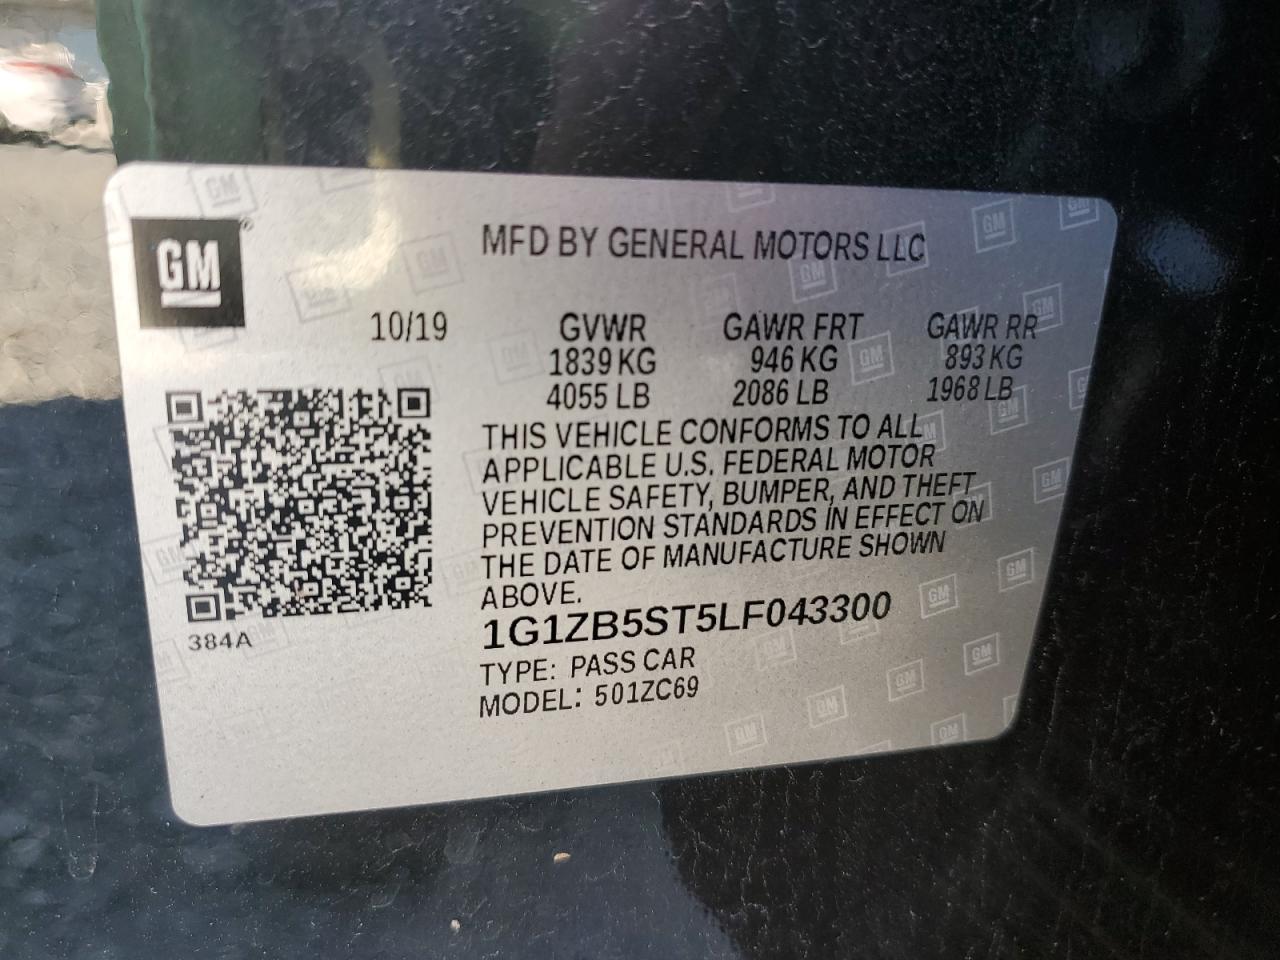 GM ®
MFD BY GENERAL MOTORS LLC
10/19 GVWR GAWR FRT GAWR RR
1839 KG 946 KG 893 KG
4055 LB 2086 LB 1968 LB
THIS VEHICLE CONFORMS TO ALL
APPLICABLE U.S. FEDERAL MOTOR
VEHICLE SAFETY, BUMPER, AND THEFT
PREVENTION STANDARDS IN EFFECT ON
THE DATE OF MANUFACTURE SHOWN
ABOVE.
1G1ZB5ST5LF043300
384A
TYPE: PASS CAR
MODEL: 501ZC69